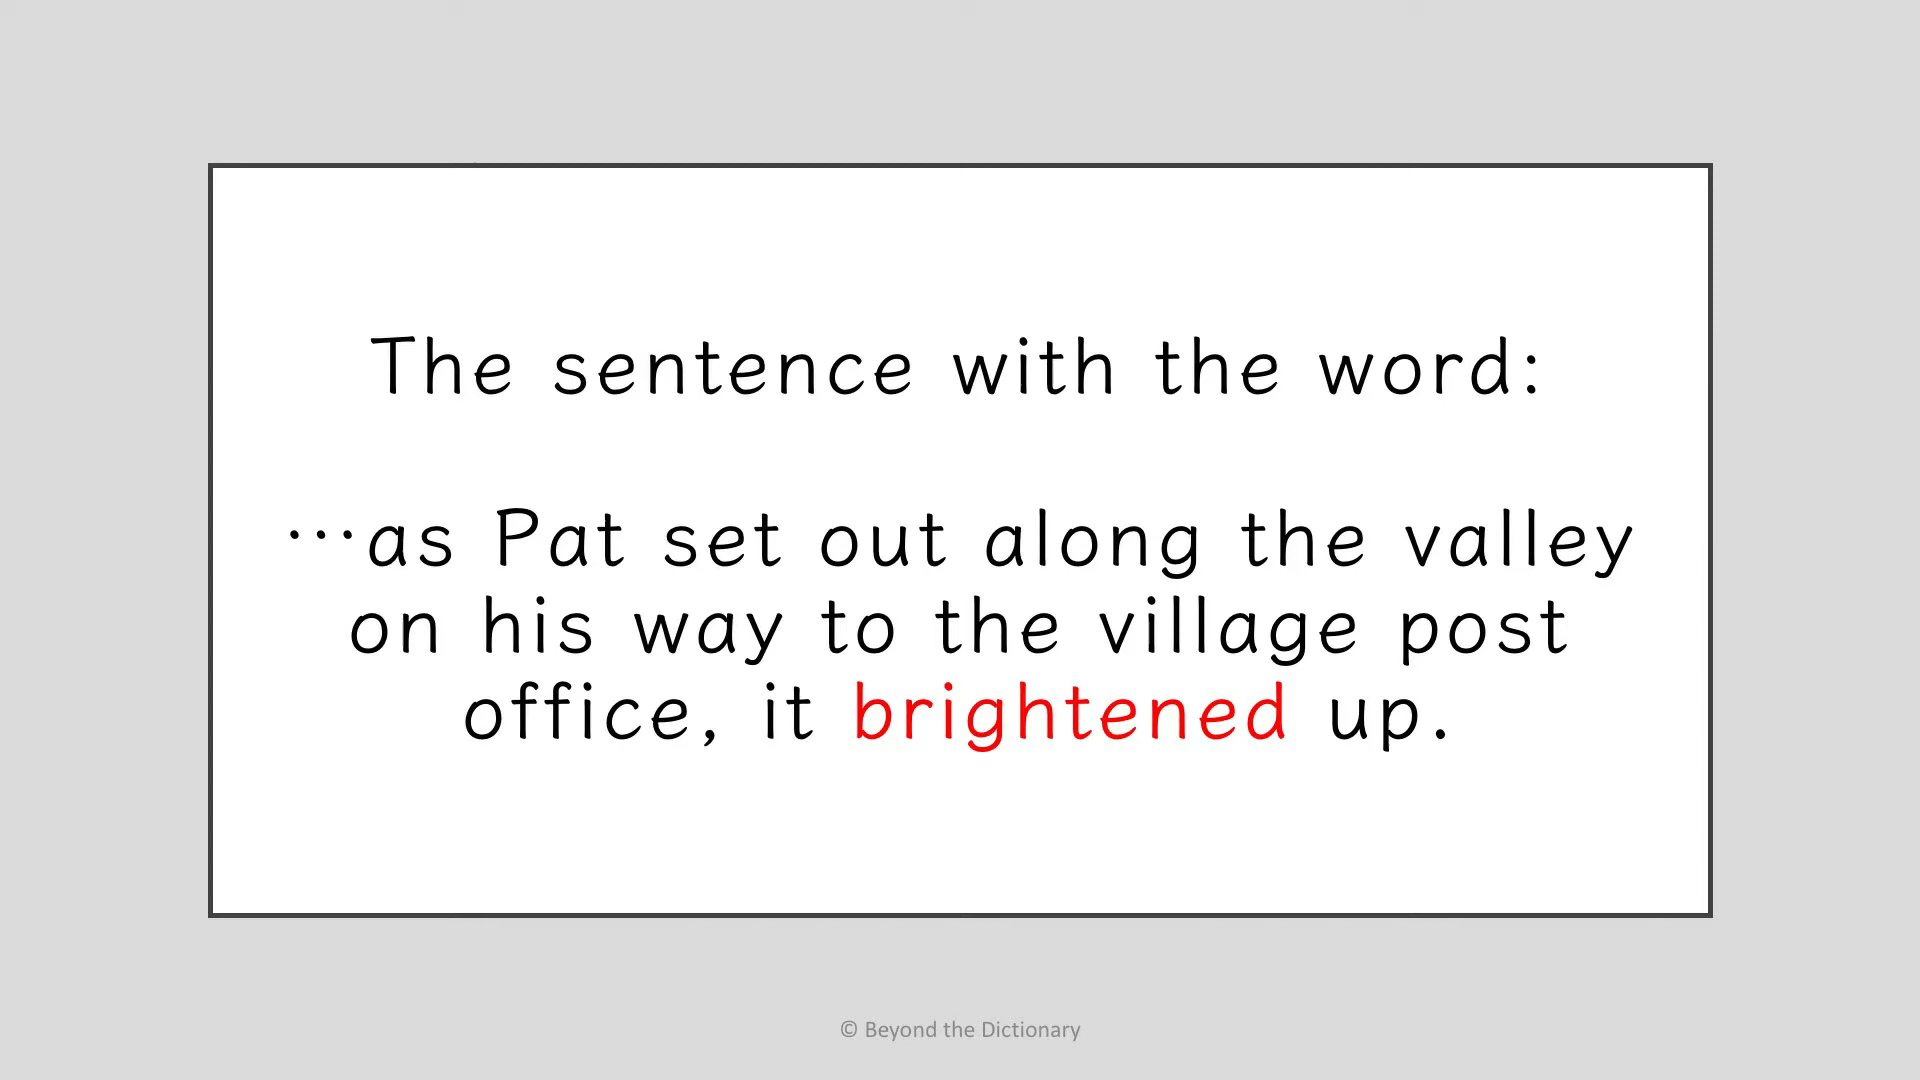 The sentence with the word:
…as Pat set out along the valley
on his way to the village post
office, it brightened up.
© Beyond the Dictionary